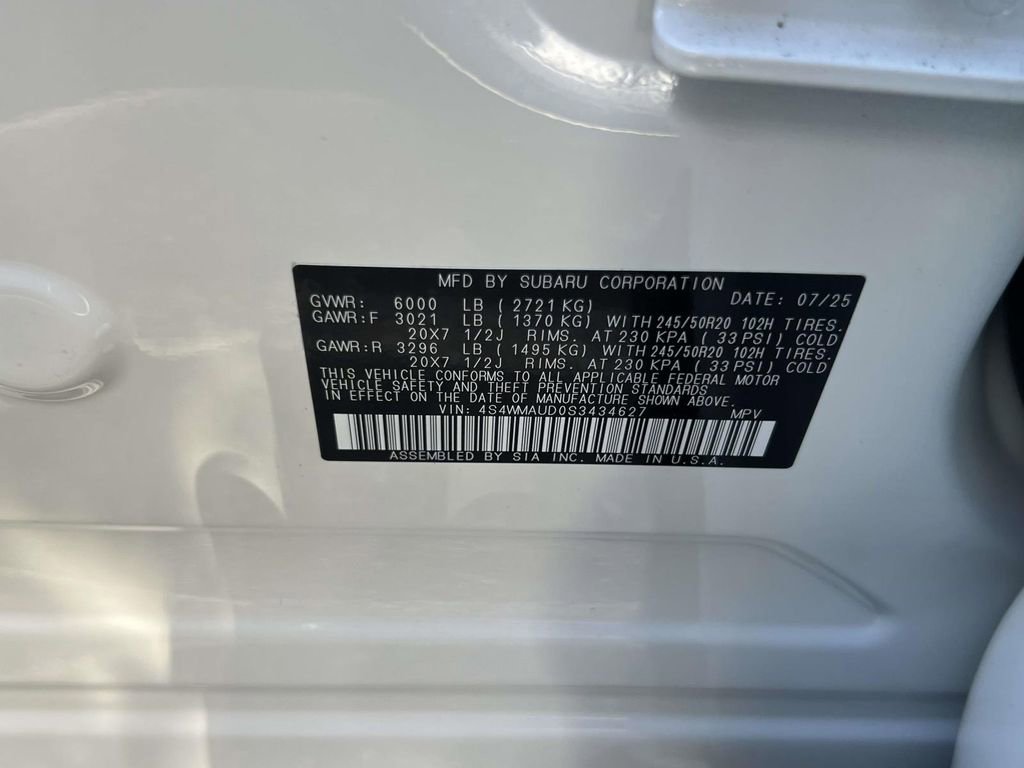 MFD BY SUBARU CORPORATION
GVWR: 6000 LB (2721 KG) DATE: 07/25
GAWR:F 3021 LB (1370 KG) WITH 245/50R20 102H TIRES.
20X7 1/2J RIMS. AT 230 KPA (33 PSI) COLD
GAWR:R 3296 LB (1495 KG) WITH 245/50R20 102H TIRES.
20X7 1/2J RIMS. AT 230 KPA (33 PSI) COLD
THIS VEHICLE CONFORMS TO ALL APPLICABLE FEDERAL MOTOR
VEHICLE SAFETY AND THEFT PREVENTION STANDARDS
IN EFFECT ON THE DATE OF MANUFACTURE SHOWN ABOVE.
VIN: 4S4WMAUD0S3434627 MPV
ASSEMBLED BY SIA INC. MADE IN U.S.A.